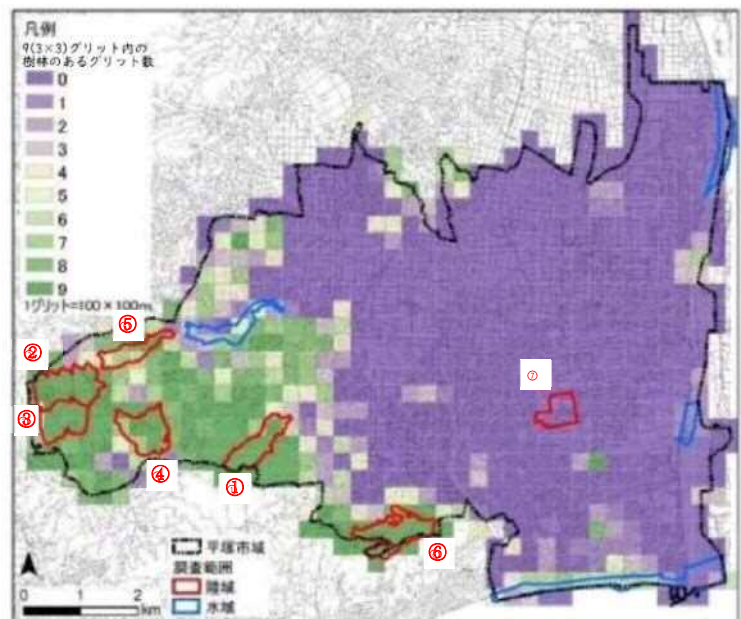 凡例
9(3×3)グリット内の
樹林のあるグリット数
0
1
2
3
4
5
6
7
8
9
1グリット=100×100m
⑤
②
③
④
①
⑥
⑦
平塚市域
調査範囲
陸域
水域
0 1 2
km